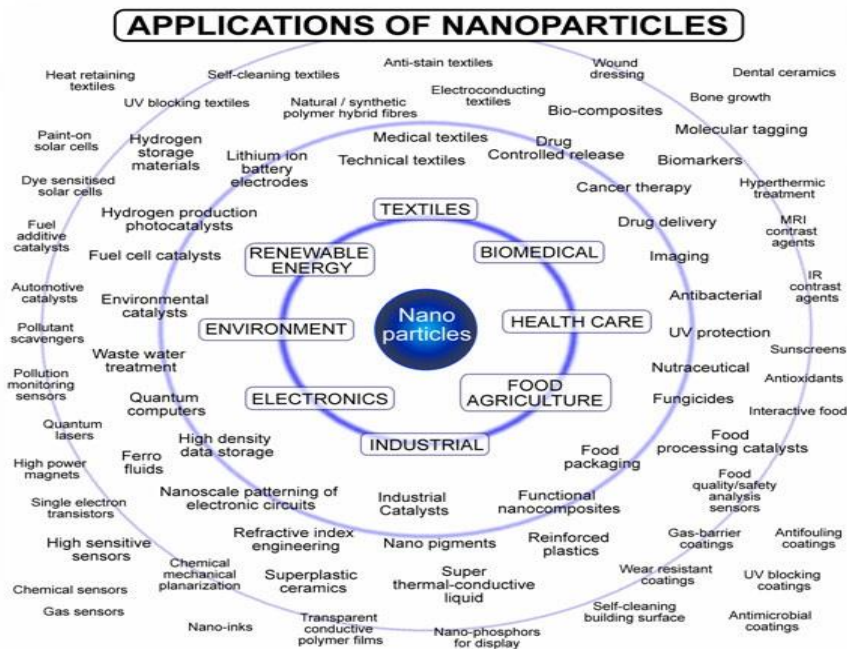 APPLICATIONS OF NANOPARTICLES
Anti-stain textiles
Wound
dressing
Heat retaining
textiles
Self-cleaning textiles
Dental ceramics
UV blocking textiles
Natural / synthetic
polymer hybrid fibres
Electroconducting
textiles
Bio-composites
Bone growth
Paint-on
solar cells
Hydrogen
storage
materials
Lithium ion
battery
electrodes
Medical textiles
Technical textiles
Drug
Controlled release
Molecular tagging
Biomarkers
Dye sensitised
solar cells
Cancer therapy
Hyperthermic
treatment
Hydrogen production
photocatalysts
TEXTILES
Drug delivery
MRI
contrast
agents
Fuel
additive
catalysts
Fuel cell catalysts
RENEWABLE
ENERGY
BIOMEDICAL
Imaging
IR
contrast
agents
Automotive
catalysts
Environmental
catalysts
Antibacterial
Pollutant
scavengers
ENVIRONMENT
Nano
particles
HEALTH CARE
UV protection
Sunscreens
Waste water
treatment
Nutraceutical
Antioxidants
Pollution
monitoring
sensors
Quantum
computers
ELECTRONICS
FOOD
AGRICULTURE
Fungicides
Interactive food
Quantum
lasers
High density
data storage
INDUSTRIAL
Food
processing catalysts
High power
magnets
Ferro
fluids
Food
packaging
Food
quality/safety
analysis
sensors
Single electron
transistors
Nanoscale patterning of
electronic circuits
Industrial
Catalysts
Functional
nanocomposites
High sensitive
sensors
Refractive index
engineering
Nano pigments
Reinforced
plastics
Gas-barrier
coatings
Antifouling
coatings
Chemical
mechanical
planarization
Superplastic
ceramics
Super
thermal-conductive
liquid
Wear resistant
coatings
UV blocking
coatings
Chemical sensors
Gas sensors
Nano-inks
Transparent
conductive
polymer films
Nano-phosphors
for display
Self-cleaning
building surface
Antimicrobial
coatings